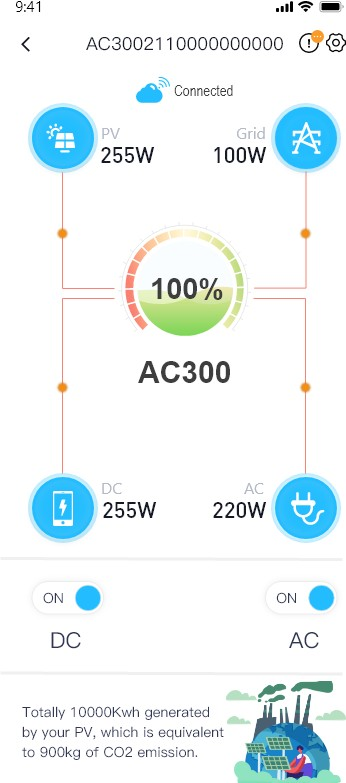 9:41
AC3002110000000000
Connected
PV Grid
255W 100W
100%
AC300
DC AC
255W 220W
ON ON
DC AC
Totally 10000Kwh generated
by your PV, which is equivalent
to 900kg of CO2 emission.